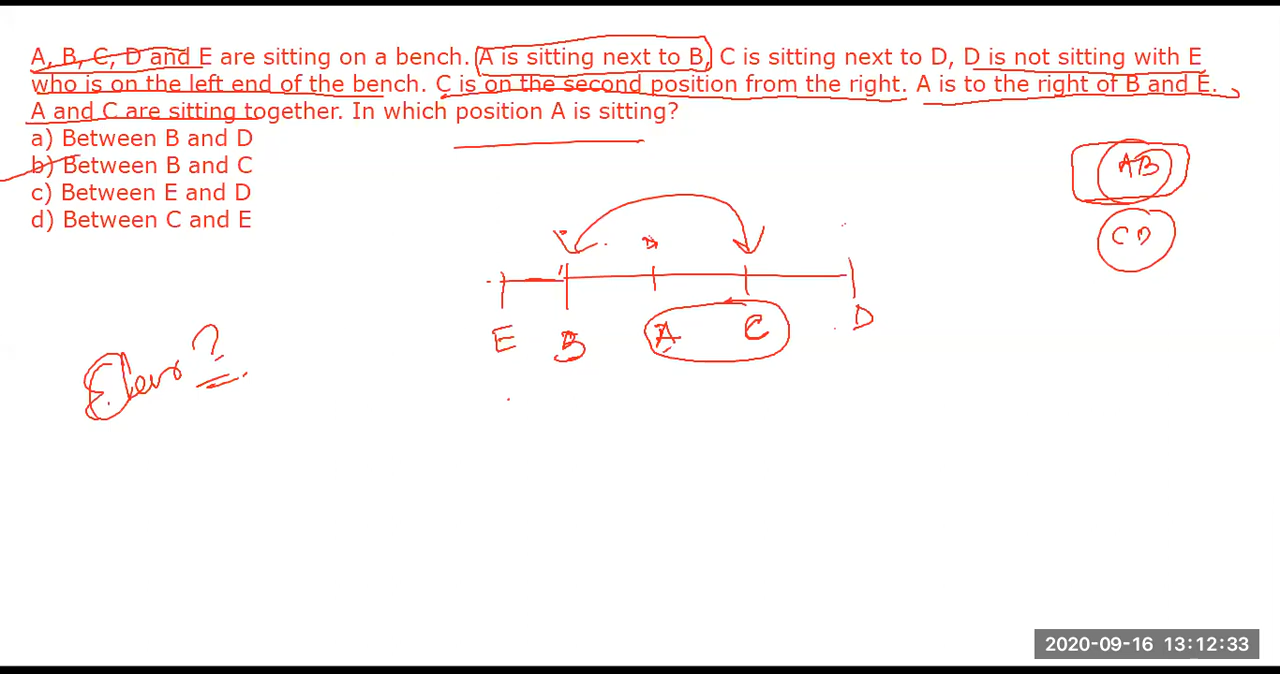 A, B, C, D and E are sitting on a bench. A is sitting next to B, C is sitting next to D, D is not sitting with E
who is on the left end of the bench. C is on the second position from the right. A is to the right of B and E.
A and C are sitting together. In which position A is sitting?
a) Between B and D
b) Between B and C
c) Between E and D
d) Between C and E
AB
CD
E B A C D
2020-09-16 13:12:33